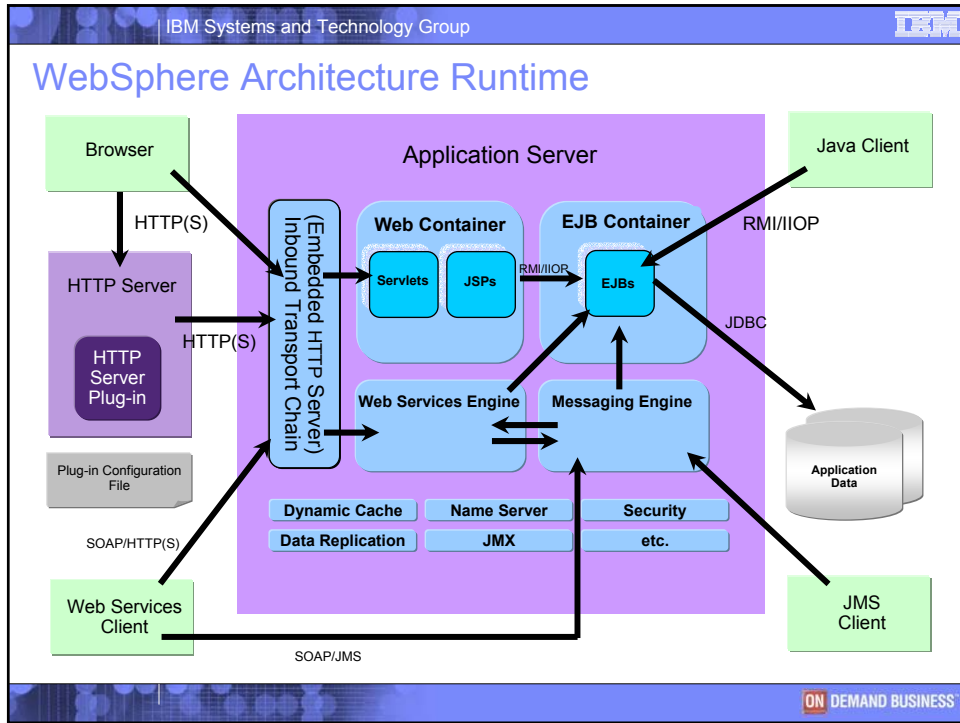 IBM Systems and Technology Group
IBM
WebSphere Architecture Runtime
Browser
Application Server
Java Client
HTTP(S)
(Embedded HTTP Server)
Inbound Transport Chain
Web Container
EJB Container
RMI/IIOP
HTTP Server
Servlets
JSPs
RMI/IIOP
EJBs
HTTP(S)
JDBC
HTTP
Server
Plug-in
Web Services Engine
Messaging Engine
Plug-in Configuration
File
Application
Data
Dynamic Cache
Name Server
Security
Data Replication
JMX
etc.
SOAP/HTTP(S)
Web Services
Client
JMS
Client
SOAP/JMS
ON DEMAND BUSINESS™